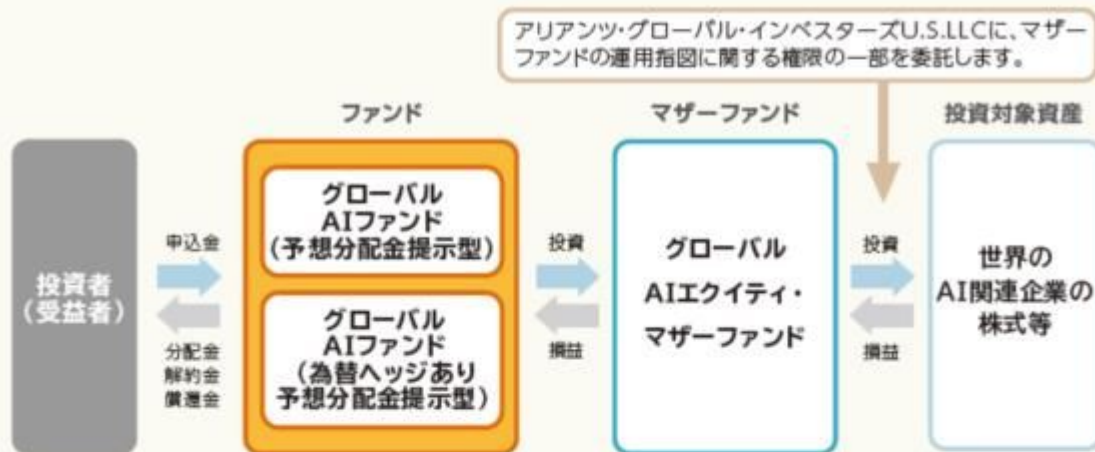 アリアンツ・グローバル・インベスターズU.S.LLCに、マザー
ファンドの運用指図に関する権限の一部を委託します。
ファンド
マザーファンド
投資対象資産
投資者
(受益者)
申込金
分配金
解約金
償還金
グローバル
AIファンド
(予想分配金提示型)
グローバル
AIファンド
(為替ヘッジあり
予想分配金提示型)
投資
損益
グローバル
AIエクイティ・
マザーファンド
投資
損益
世界の
AI関連企業の
株式等